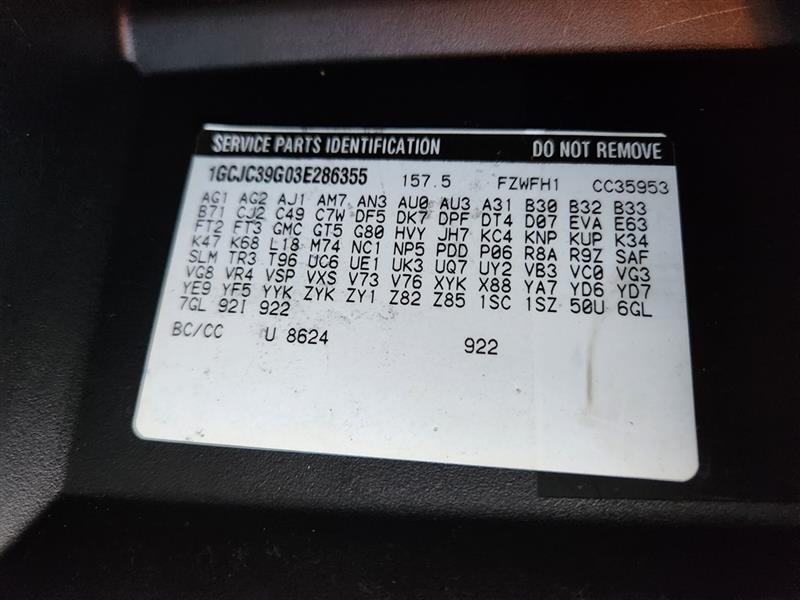 SERVICE PARTS IDENTIFICATION DO NOT REMOVE
1GCJC39G03E286355 157.5 FZWFH1 CC35953
AG1 AG2 AJ1 AM7 AN3 AU0 AU3 A31 B30 B32 B33
B71 CJ2 C49 C7W DF5 DK7 DPF DT4 D07 EVA E63
FT2 FT3 GMC GT5 G80 HVY JH7 KC4 KNP KUP K34
K47 K68 L18 M74 NC1 NP5 PDD P06 R8A R9Z SAF
SLM TR3 T96 UC6 UE1 UK3 UQ7 UY2 VB3 VC0 VG3
VG8 VR4 VSP VXS V73 V76 XYK X88 YA7 YD6 YD7
YE9 YF5 YYK ZYK ZY1 Z82 Z85 1SC 1SZ 50U 6GL
7GL 92I 922
BC/CC U 8624 922